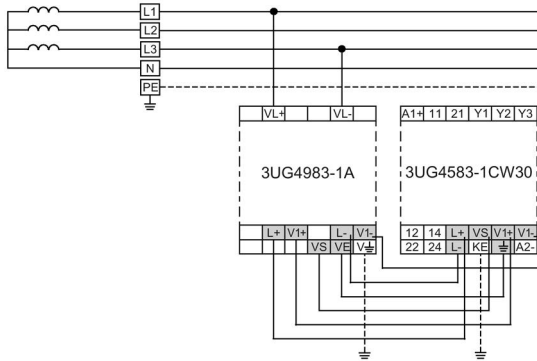 L1
L2
L3
N
PE
VL+ VL-
A1+ 11 21 Y1 Y2 Y3
3UG4983-1A
3UG4583-1CW30
L+ V1+ L- V1-
VS VE V⏚
12 14 L+ VS V1+ V1-
22 24 L- KE ⏚ A2-